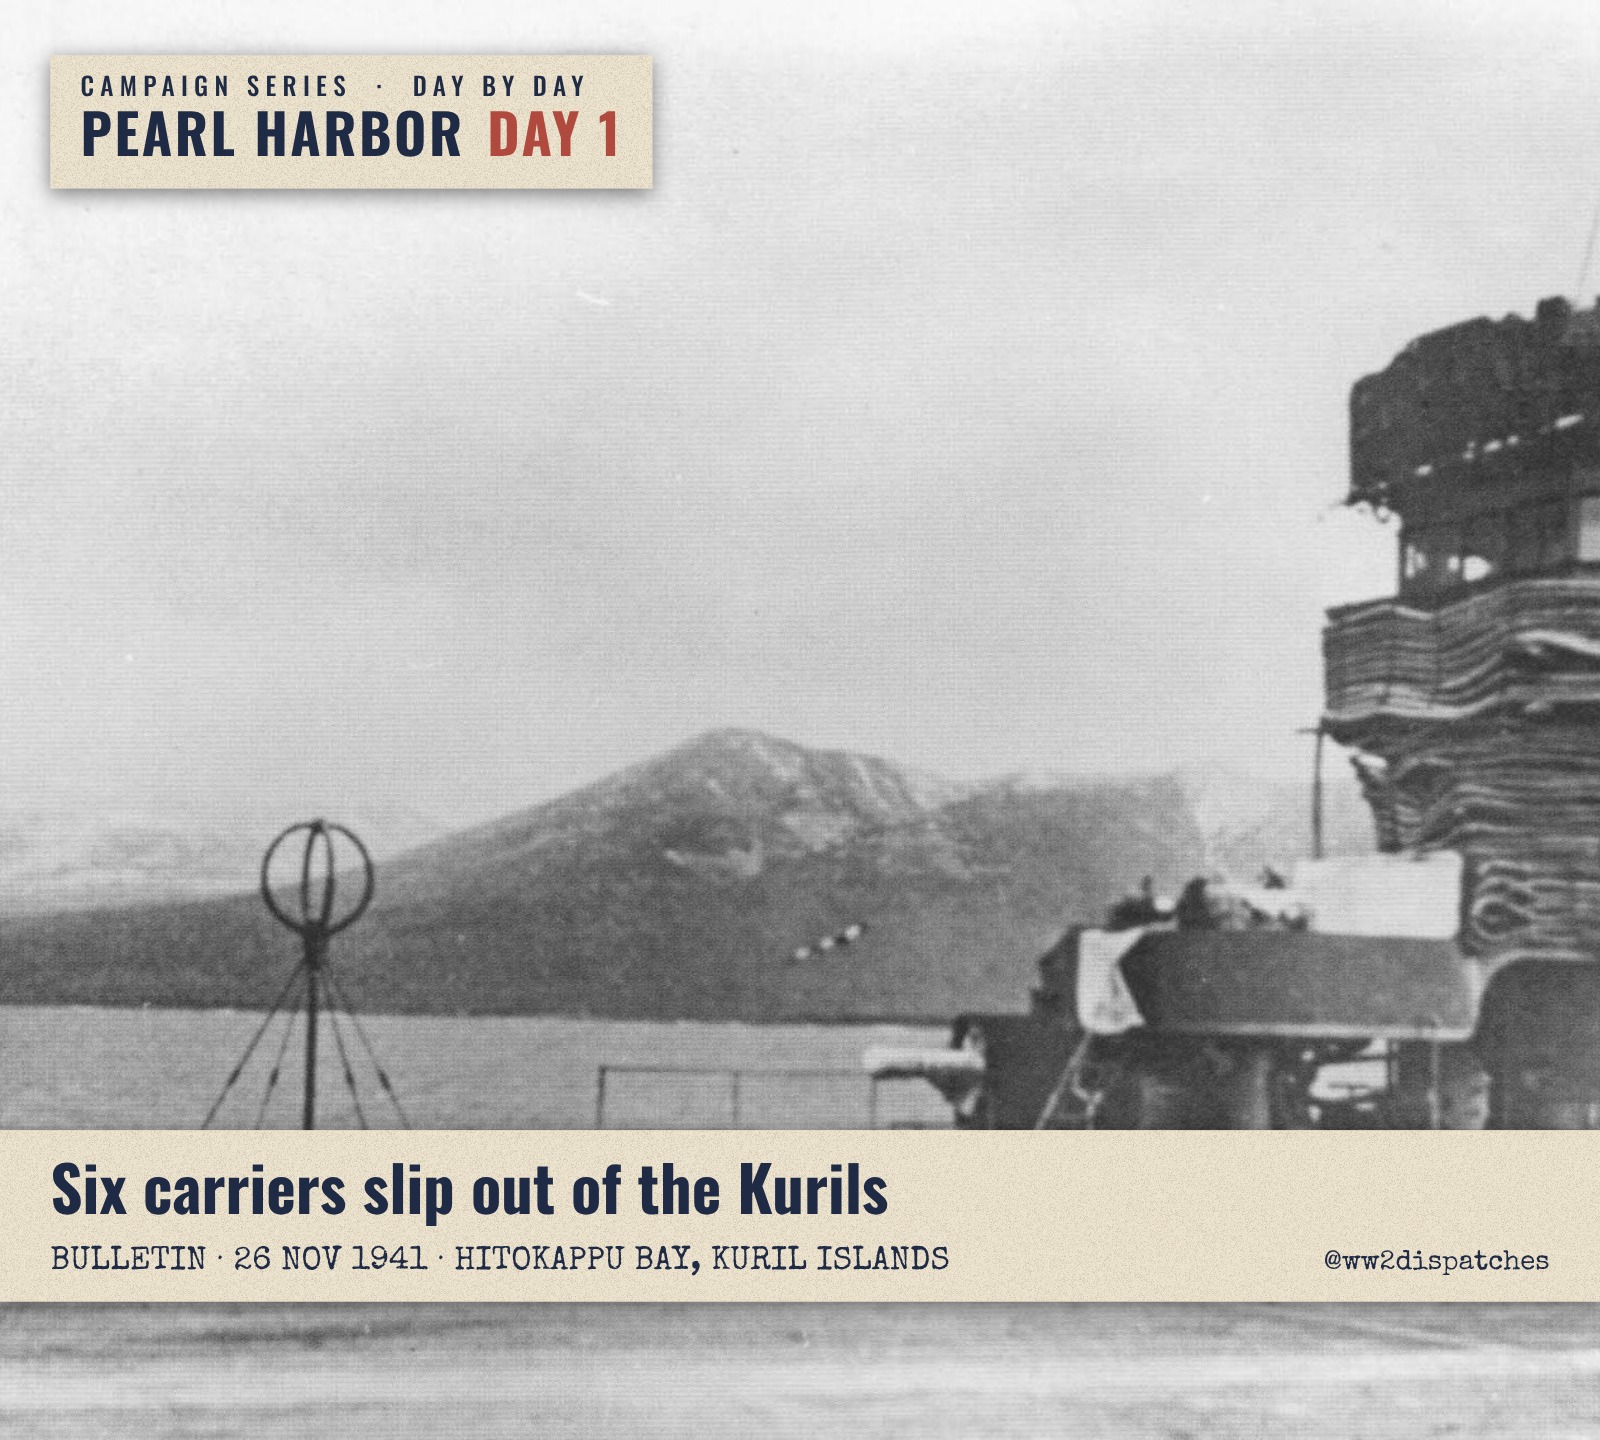 CAMPAIGN SERIES · DAY BY DAY
PEARL HARBOR DAY 1
Six carriers slip out of the Kurils
BULLETIN · 26 NOV 1941 · HITOKAPPU BAY, KURIL ISLANDS
@ww2dispatches